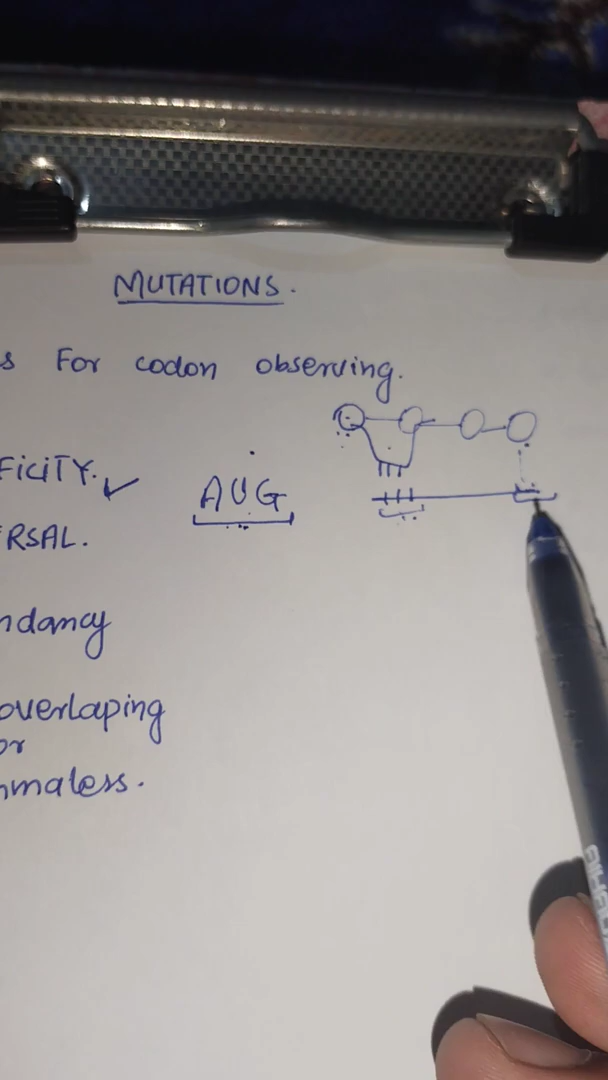 MUTATIONS.
s For codon observing.
FICITY. ✓
AUG
RSAL.
ndancy
overlaping
or
mmaless.